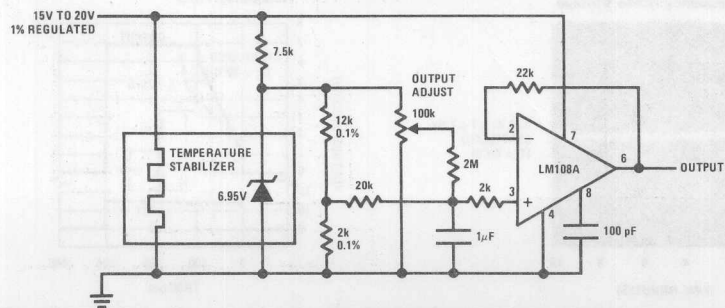 15V TO 20V
1% REGULATED
7.5k
OUTPUT
ADJUST
100k
22k
12k
0.1%
2
7
TEMPERATURE
STABILIZER
2M
LM108A
6
OUTPUT
6.95V
20k
2k
3
8
4
2k
0.1%
1µF
100 pF